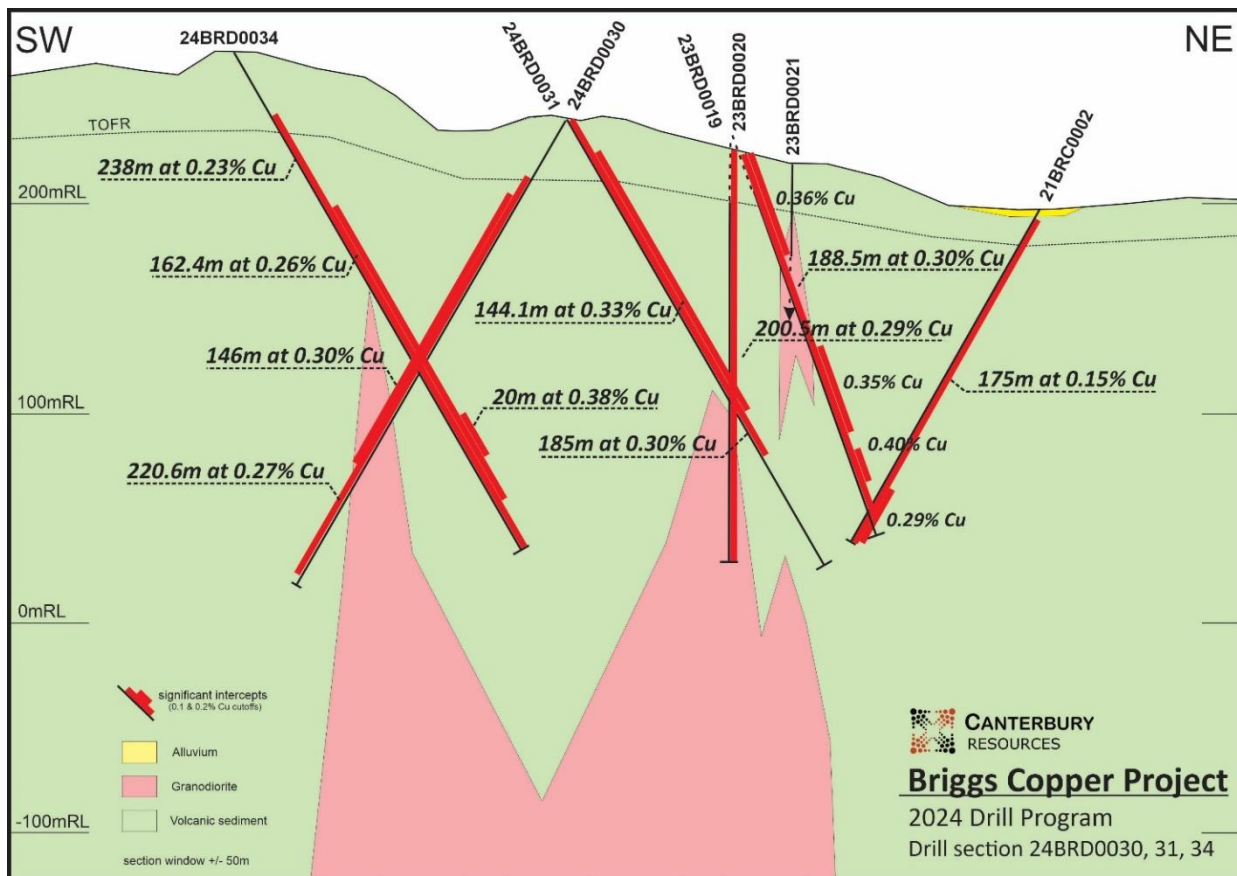 SW
NE
24BRD0034
24BRD0031
24BRD0030
23BRD0019
23BRD0020
23BRD0021
21BRC0002
TOFR
238m at 0.23% Cu
200mRL
0.36% Cu
162.4m at 0.26% Cu
188.5m at 0.30% Cu
144.1m at 0.33% Cu
200.5m at 0.29% Cu
146m at 0.30% Cu
175m at 0.15% Cu
0.35% Cu
20m at 0.38% Cu
100mRL
185m at 0.30% Cu
0.40% Cu
220.6m at 0.27% Cu
0.29% Cu
0mRL
-100mRL
significant intercepts
(0.1 & 0.2% Cu cutoffs)
Alluvium
Granodiorite
Volcanic sediment
section window +/- 50m
CANTERBURY
RESOURCES
Briggs Copper Project
2024 Drill Program
Drill section 24BRD0030, 31, 34